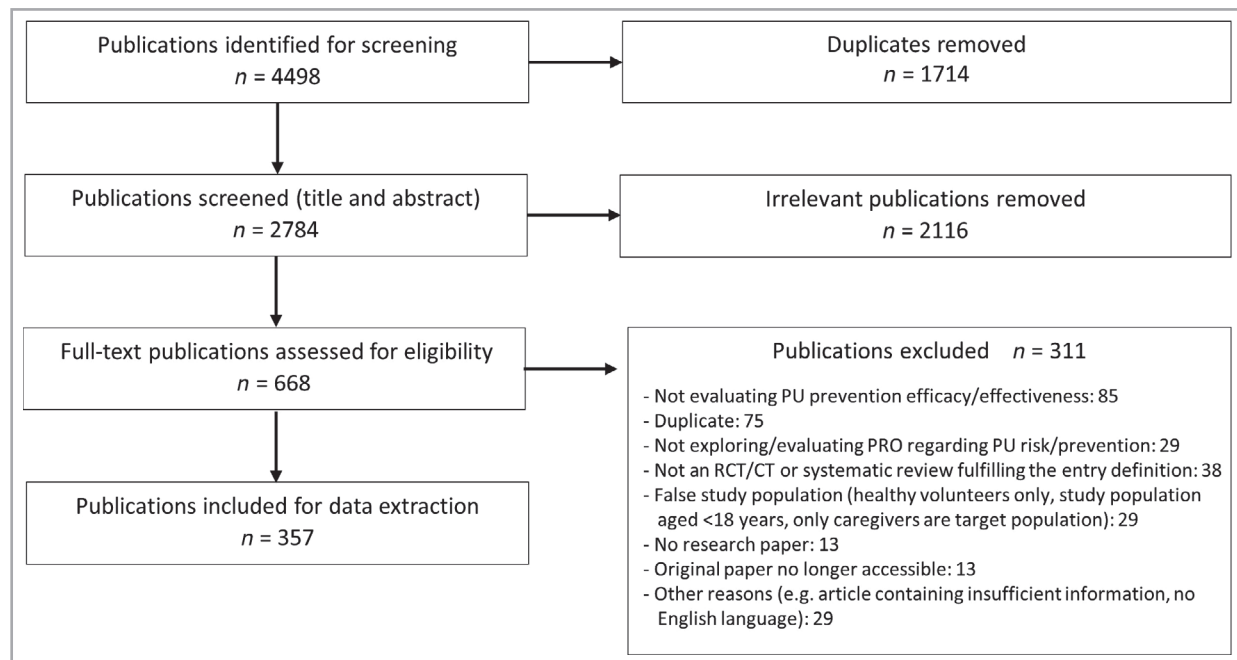 Publications identified for screening
n = 4498
Duplicates removed
n = 1714
Publications screened (title and abstract)
n = 2784
Irrelevant publications removed
n = 2116
Full-text publications assessed for eligibility
n = 668
Publications excluded n = 311
- Not evaluating PU prevention efficacy/effectiveness: 85
- Duplicate: 75
- Not exploring/evaluating PRO regarding PU risk/prevention: 29
- Not an RCT/CT or systematic review fulfilling the entry definition: 38
- False study population (healthy volunteers only, study population
aged <18 years, only caregivers are target population): 29
- No research paper: 13
- Original paper no longer accessible: 13
- Other reasons (e.g. article containing insufficient information, no
English language): 29
Publications included for data extraction
n = 357